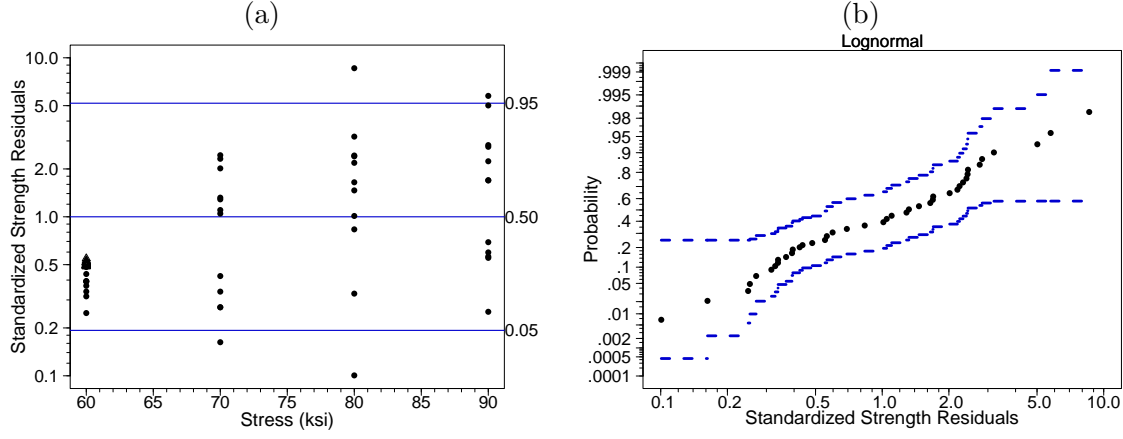 (a)
Standardized Strength Residuals
10.0
5.0
2.0
1.0
0.5
0.2
0.1
0.95
0.50
0.05
60 65 70 75 80 85 90
Stress (ksi)
(b)
Lognormal
Probability
.999
.995
.98
.95
.9
.8
.6
.4
.2
.1
.05
.01
.002
.0005
.0001
0.1 0.2 0.5 1.0 2.0 5.0 10.0
Standardized Strength Residuals